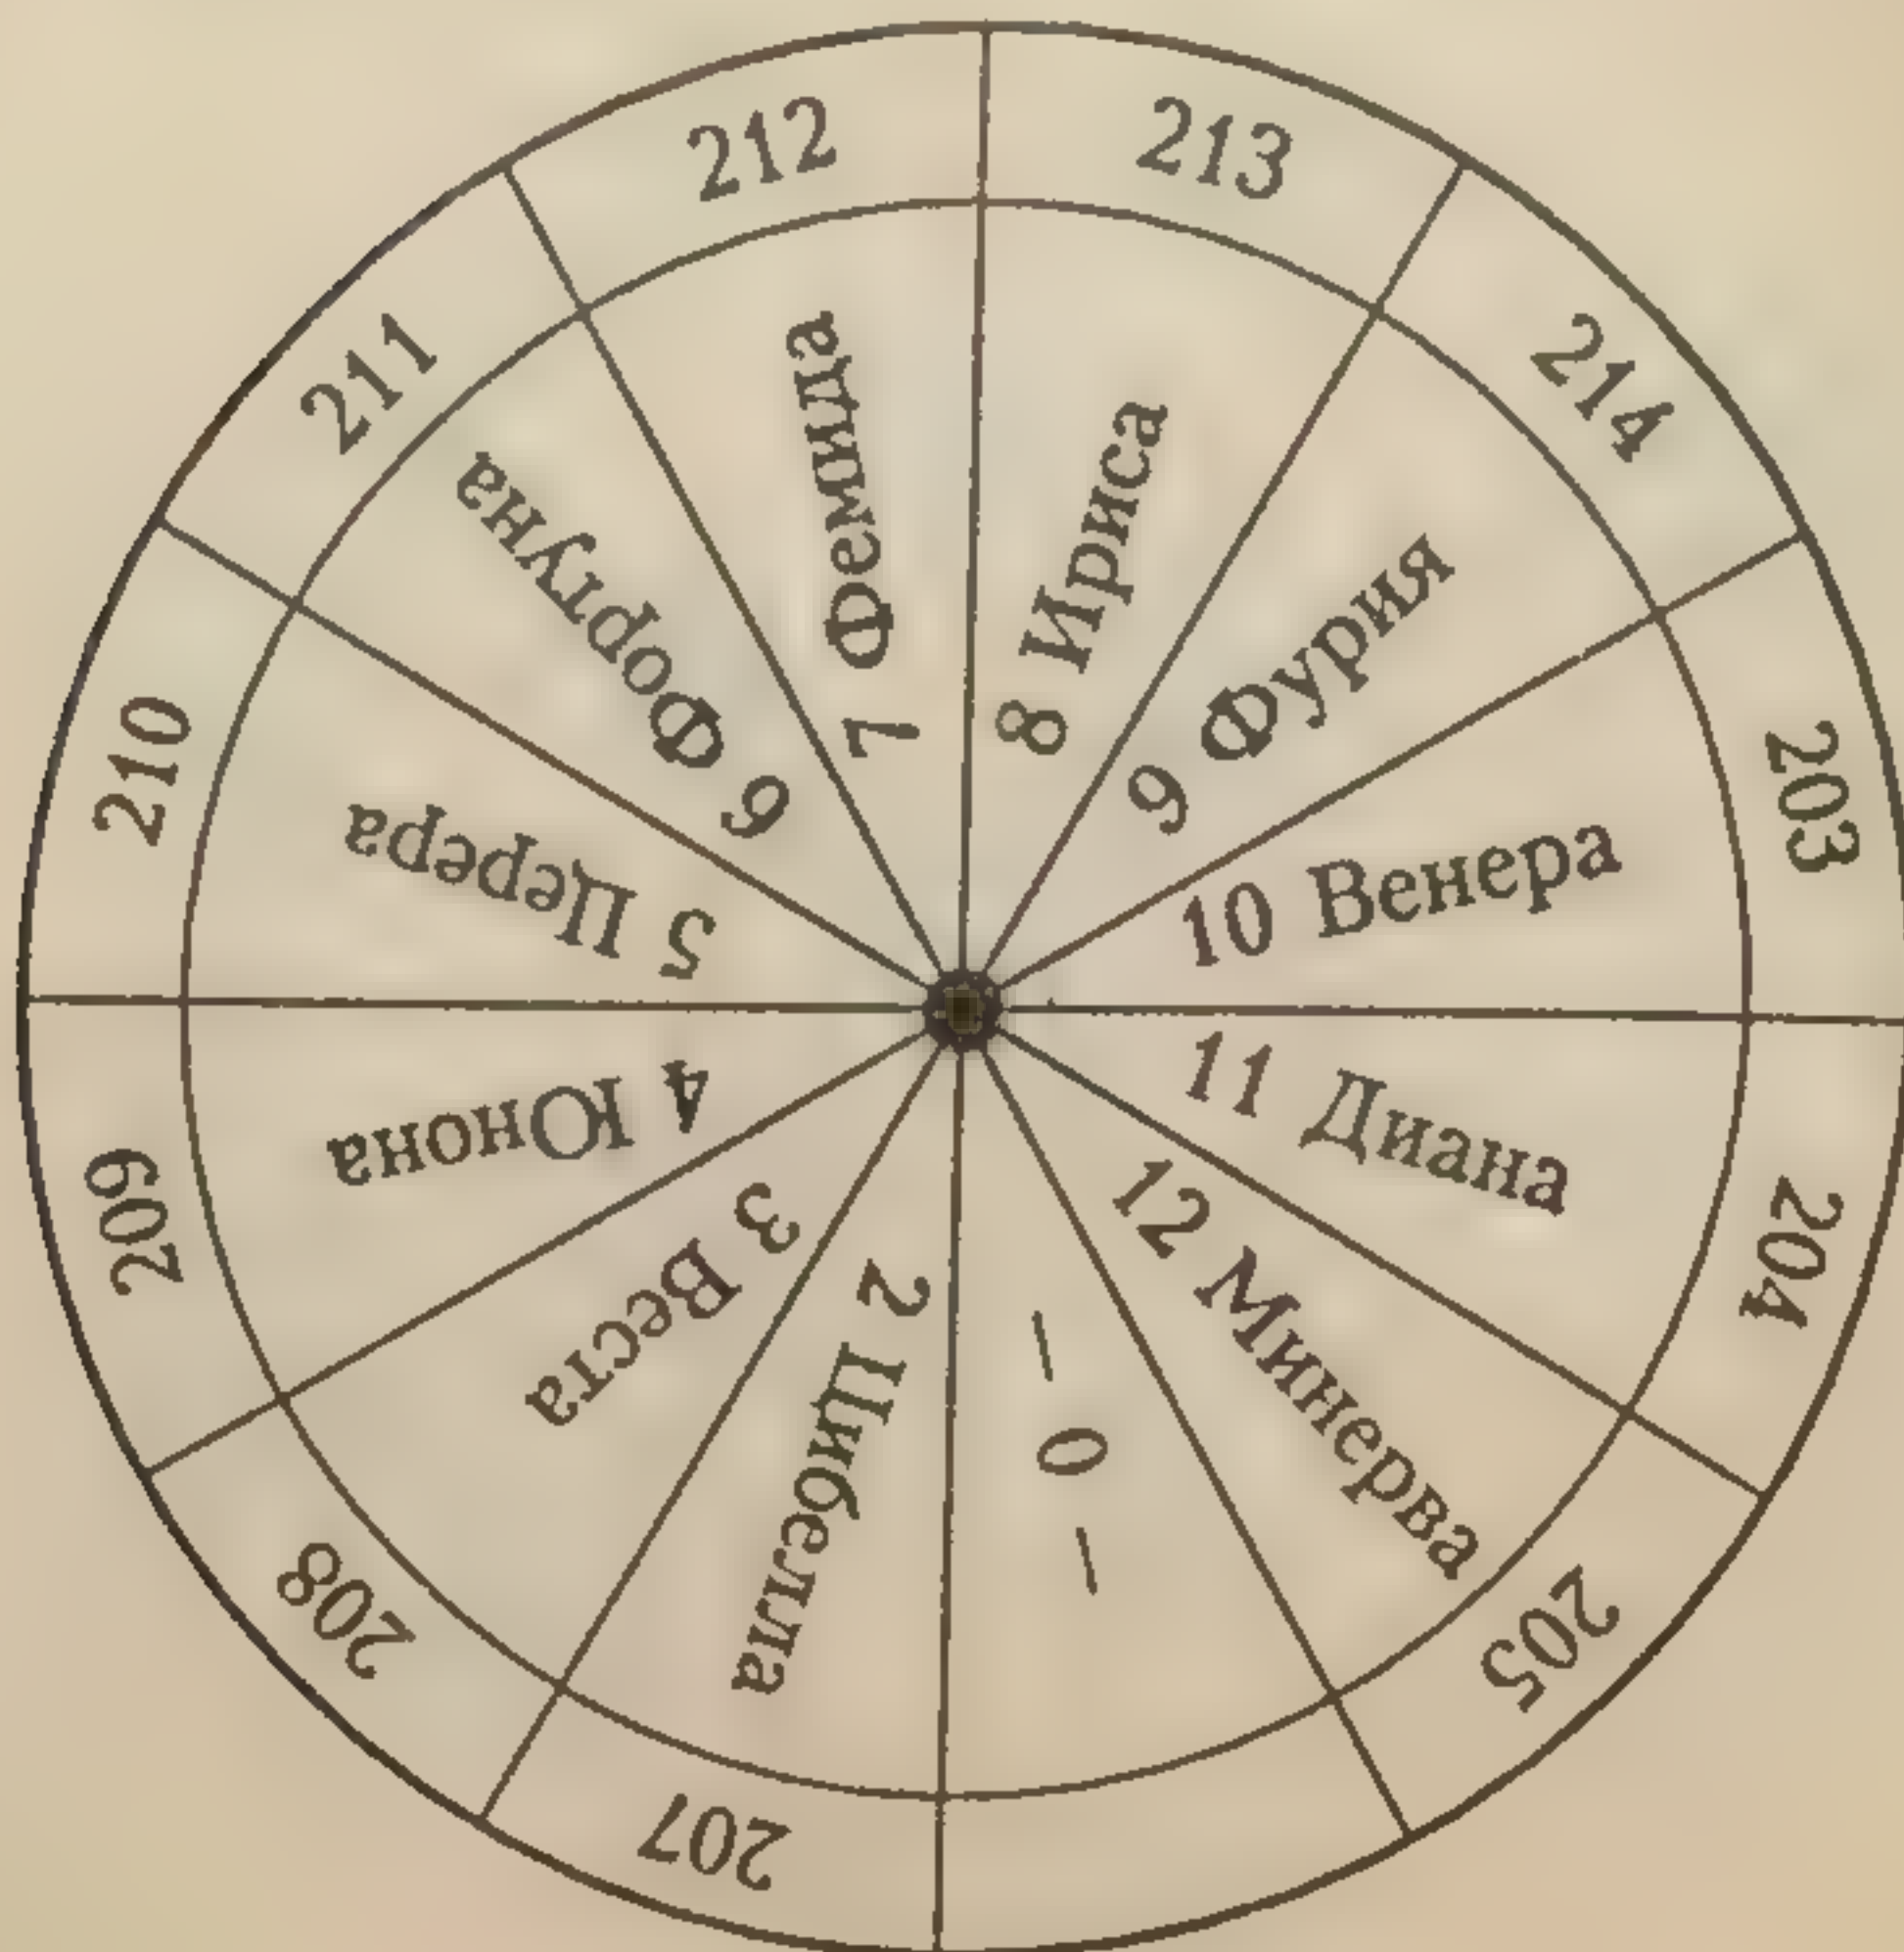 212
213
214
203
204
205
207
208
209
210
211
– 0 –
2 Цибелла
3 Веста
4 Юнона
5 Церера
6 Фортуна
7 Фемида
8 Ириса
9 Фурия
10 Венера
11 Диана
12 Минерва